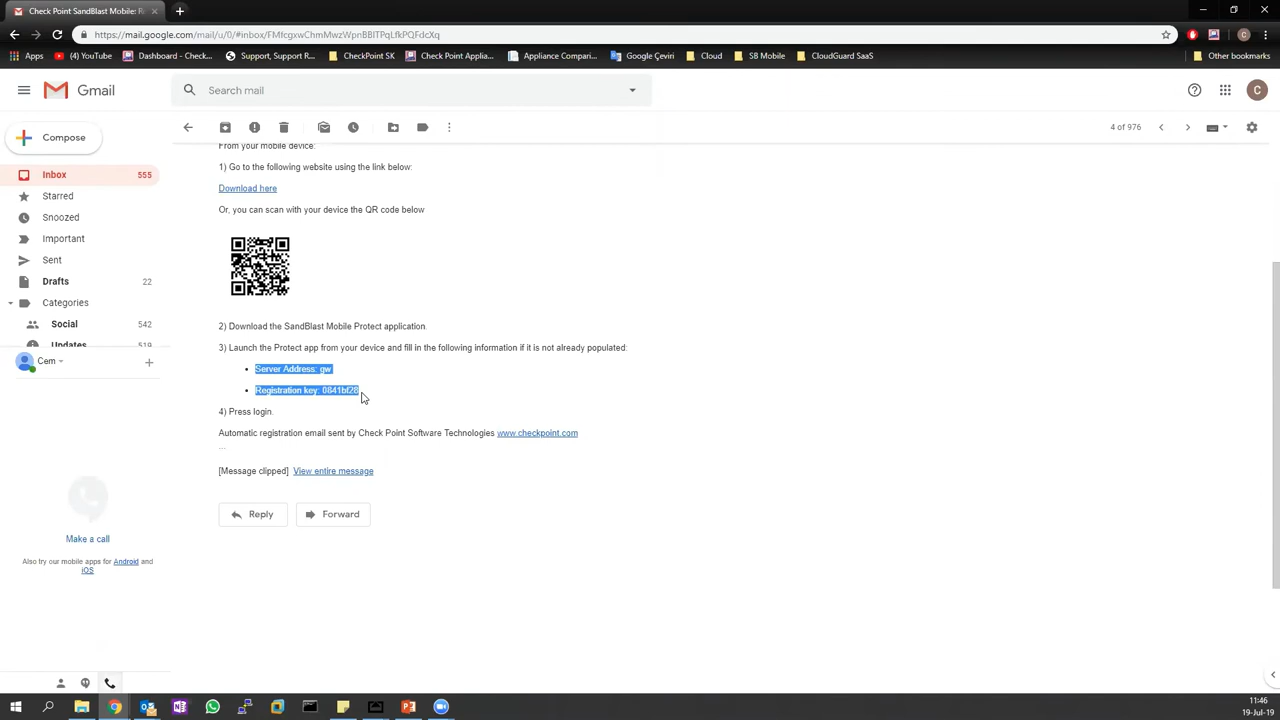 Check Point SandBlast Mobile: R
https://mail.google.com/mail/u/0/#inbox/FMfcgxwChmMwzWpnBBlTPqLfkPQFdcXq
Apps
(4) YouTube
Dashboard - Check...
Support, Support R...
CheckPoint SK
Check Point Applia...
Appliance Compari...
Google Çeviri
Cloud
SB Mobile
CloudGuard SaaS
Other bookmarks
Gmail
Search mail
C
Compose
4 of 976
Inbox 555
Starred
Snoozed
Important
Sent
Drafts 22
Categories
Social 542
Updates 519
Cem
Make a call
Also try our mobile apps for Android and
iOS
From your mobile device:
1) Go to the following website using the link below:
Download here
Or, you can scan with your device the QR code below
2) Download the SandBlast Mobile Protect application.
3) Launch the Protect app from your device and fill in the following information if it is not already populated:
• Server Address: gw
• Registration key: 0841bf28
4) Press login.
Automatic registration email sent by Check Point Software Technologies www.checkpoint.com
...
[Message clipped] View entire message
Reply
Forward
11:46
19-Jul-19